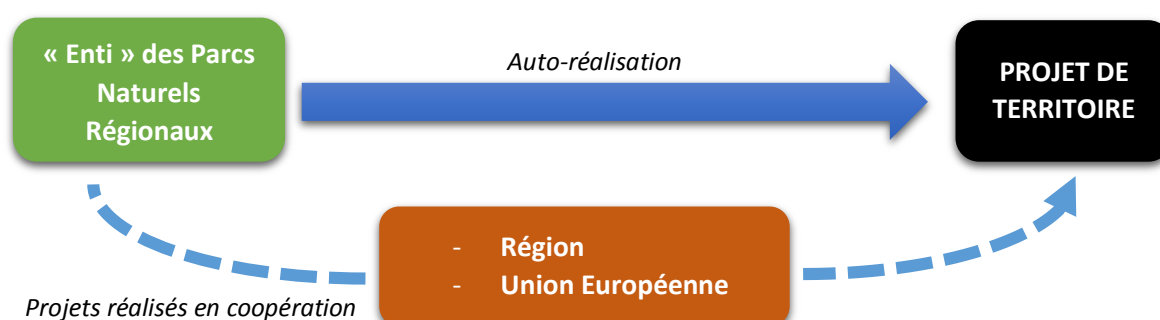 « Enti » des Parcs
Naturels
Régionaux
Auto-réalisation
PROJET DE
TERRITOIRE
- Région
- Union Européenne
Projets réalisés en coopération